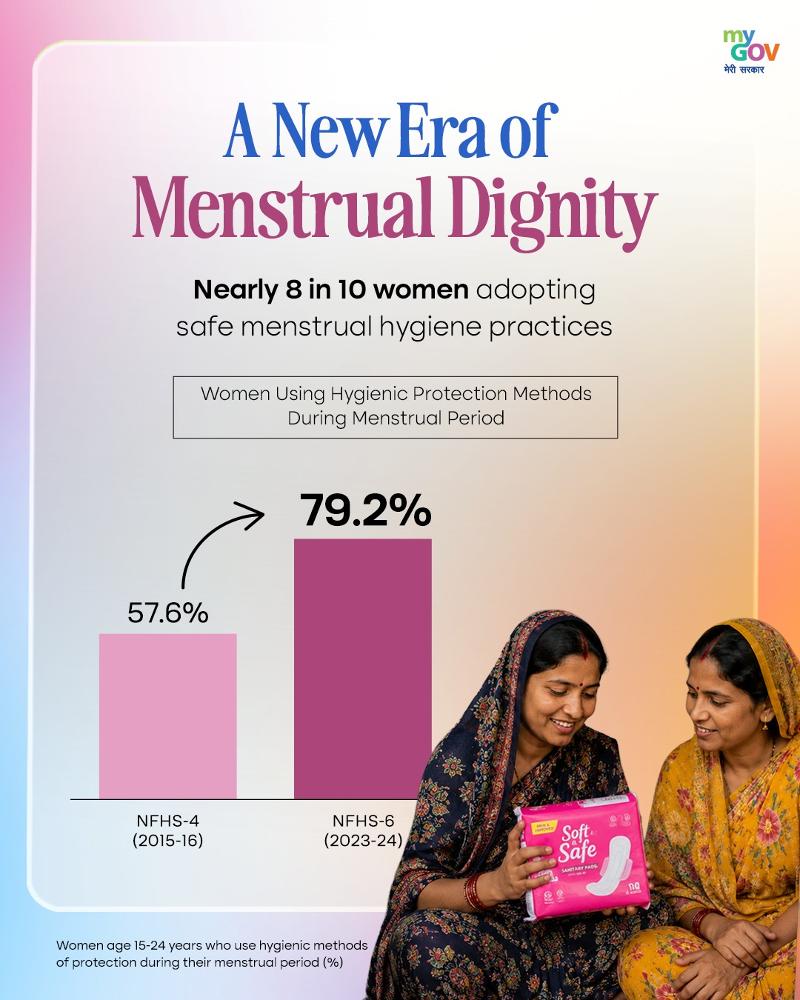 my
GOV
मेरी सरकार
A New Era of
Menstrual Dignity
Nearly 8 in 10 women adopting
safe menstrual hygiene practices
Women Using Hygienic Protection Methods
During Menstrual Period
79.2%
57.6%
NFHS-4
(2015-16)
NFHS-6
(2023-24)
NEW &
IMPROVED
Soft
&
Safe
SANITARY PADS
Women age 15-24 years who use hygienic methods
of protection during their menstrual period (%)